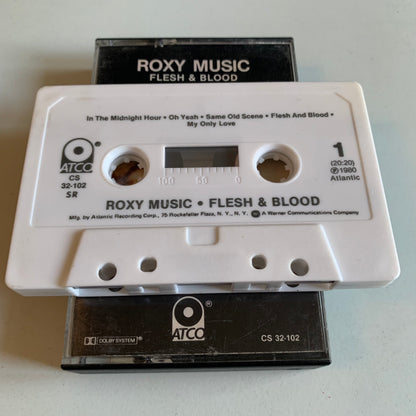 ROXY MUSIC
FLESH & BLOOD
In The Midnight Hour • Oh Yeah • Same Old Scene • Flesh And Blood •
My Only Love
ATCO®
CS
32-102
SR
1
(20:20)
℗1980
Atlantic
100 50 0
ROXY MUSIC • FLESH & BLOOD
Mfg. by Atlantic Recording Corp., 75 Rockefeller Plaza, N. Y., N. Y. A Warner Communications Company
ATCO®
DOLBY SYSTEM®
CS 32-102